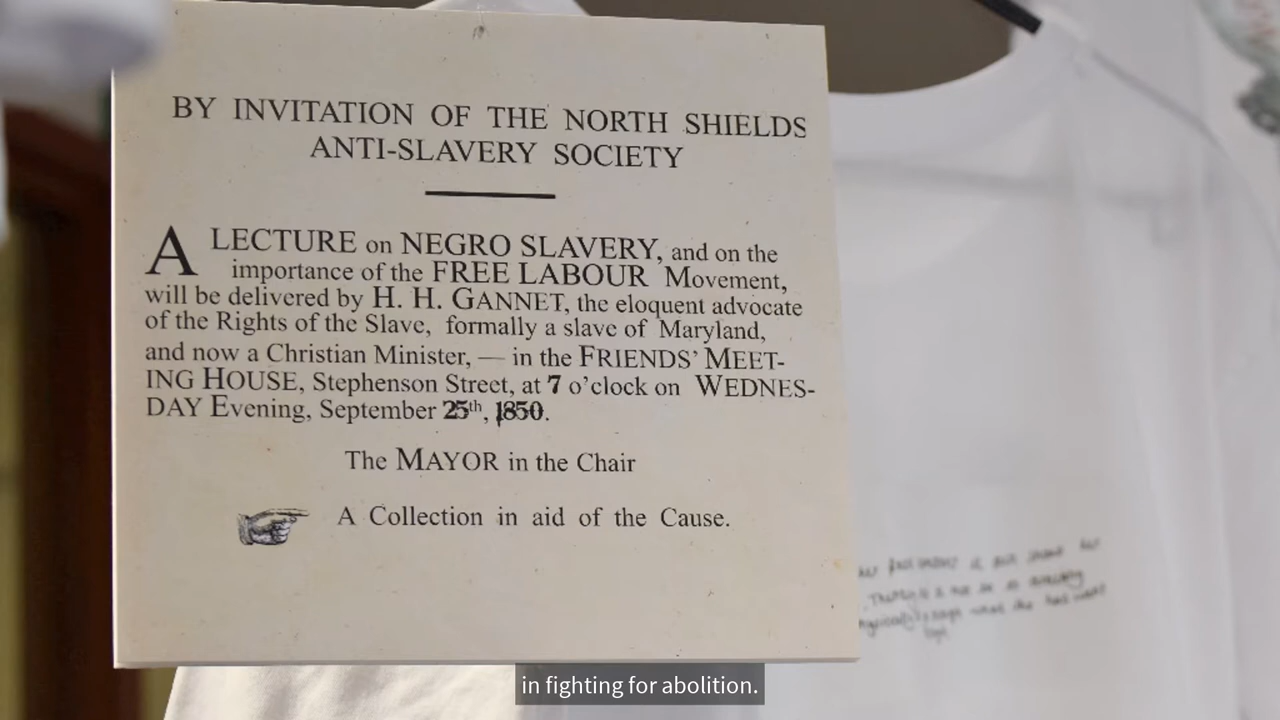 BY INVITATION OF THE NORTH SHIELDS
ANTI-SLAVERY SOCIETY
A LECTURE on NEGRO SLAVERY, and on the
importance of the FREE LABOUR Movement,
will be delivered by H. H. GANNET, the eloquent advocate
of the Rights of the Slave, formally a slave of Maryland,
and now a Christian Minister, — in the FRIENDS' MEET-
ING HOUSE, Stephenson Street, at 7 o'clock on WEDNES-
DAY Evening, September 25th, 1850.
The MAYOR in the Chair
A Collection in aid of the Cause.
in fighting for abolition.